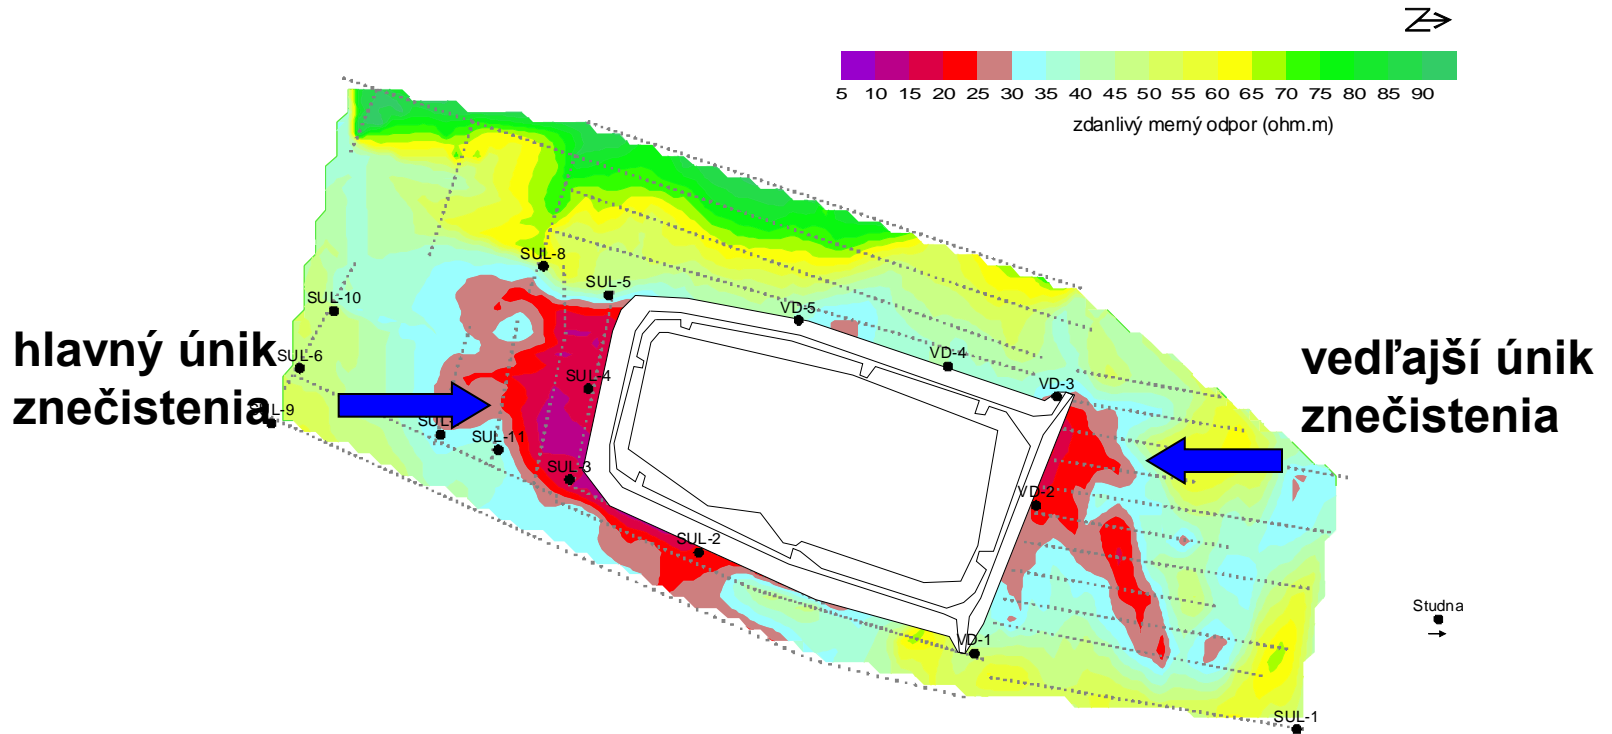 5 10 15 20 25 30 35 40 45 50 55 60 65 70 75 80 85 90
zdanlivý merný odpor (ohm.m)
SUL-8
SUL-5
SUL-10
VD-5
hlavný únik
znečistenia
SUL-6
SUL-9
SUL-4
VD-4
VD-3
vedľajší únik
znečistenia
SUL-
SUL-11
SUL-3
VD-2
SUL-2
Studna
VD-1
SUL-1